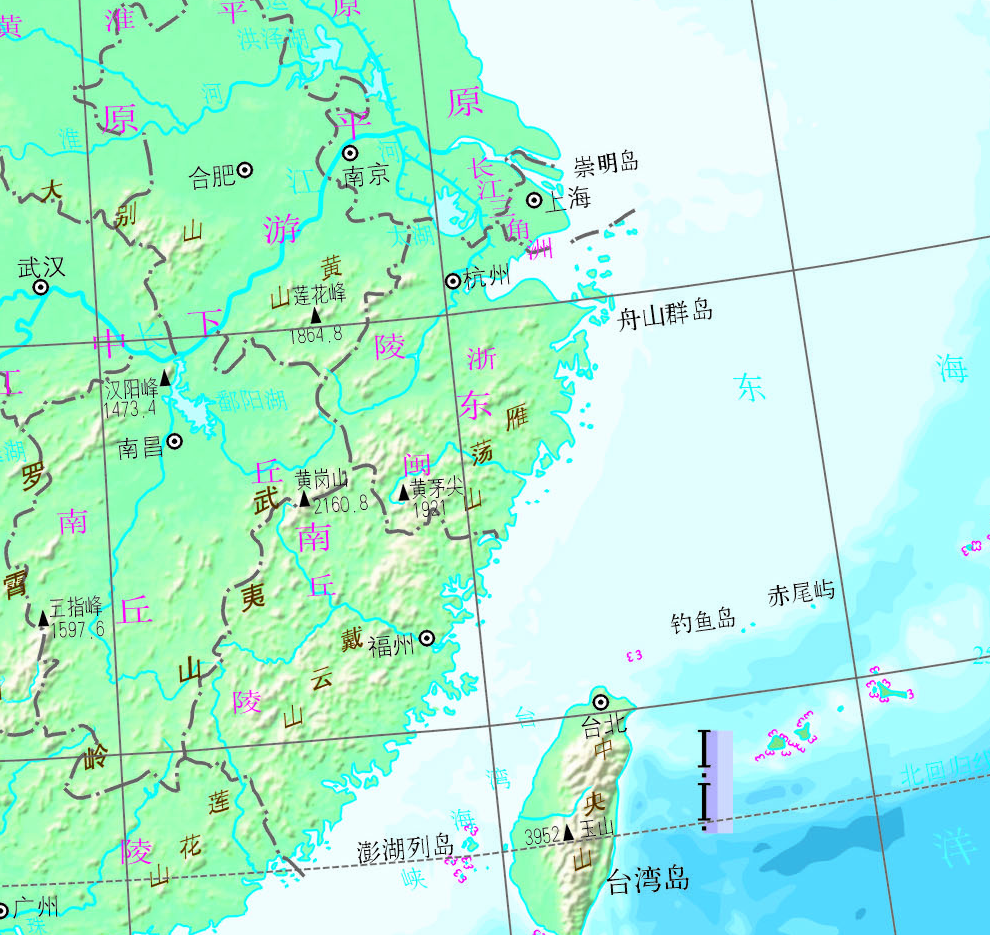 黄
淮
平
原
洪泽湖
运
河
淮
原
平
原
河
合肥
南京
江
长江三角洲
崇明岛
上海
大别山
游
太湖
武汉
杭州
黄山
莲花峰
1864.8
舟山群岛
中
长
下
江
汉阳峰
1473.4
鄱阳湖
陵
浙
东
东
海
南昌
雁荡山
罗霄
湖
丘
闽
黄岗山
2160.8
黄茅尖
1921
南
南
丘
丘
武夷山
五指峰
1597.6
戴云山
福州
钓鱼岛
赤尾屿
陵
台湾海峡
台北
中央山
岭
莲花山
陵
3952
玉山
澎湖列岛
台湾岛
北回归线
洋
广州
珠